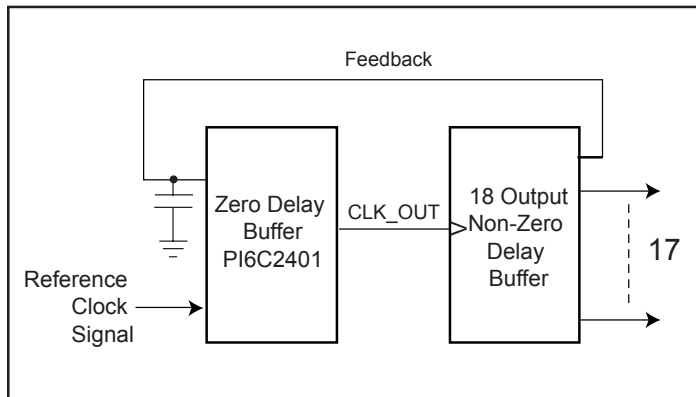 Feedback
Zero Delay
Buffer
PI6C2401
CLK_OUT
18 Output
Non-Zero
Delay
Buffer
17
Reference
Clock
Signal